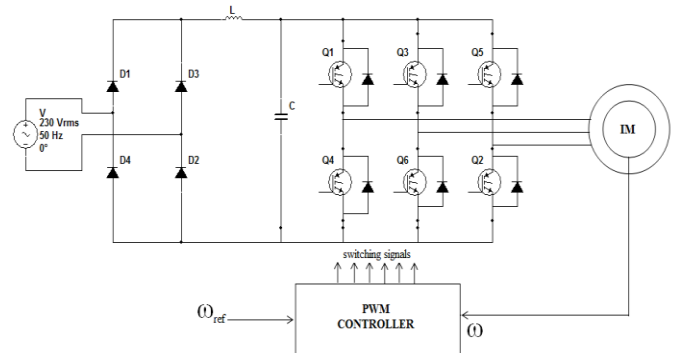 L
D1
D3
Q1
Q3
Q5
V
230 Vrms
50 Hz
0°
C
IM
D4
D2
Q4
Q6
Q2
switching signals
ωref
PWM
CONTROLLER
ω